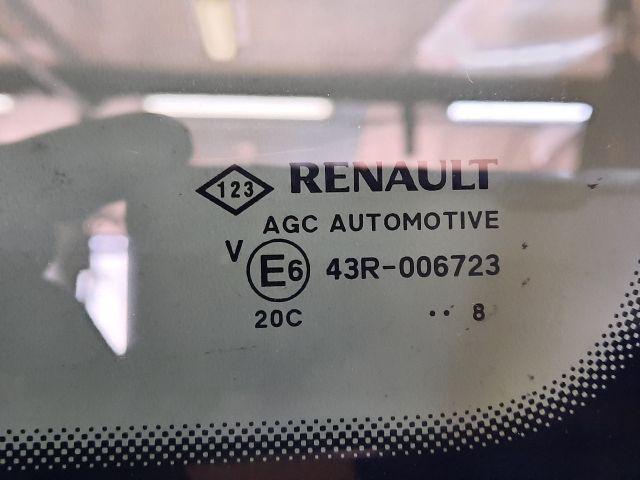 123 RENAULT
AGC AUTOMOTIVE
V E6 43R-006723
20C .. 8